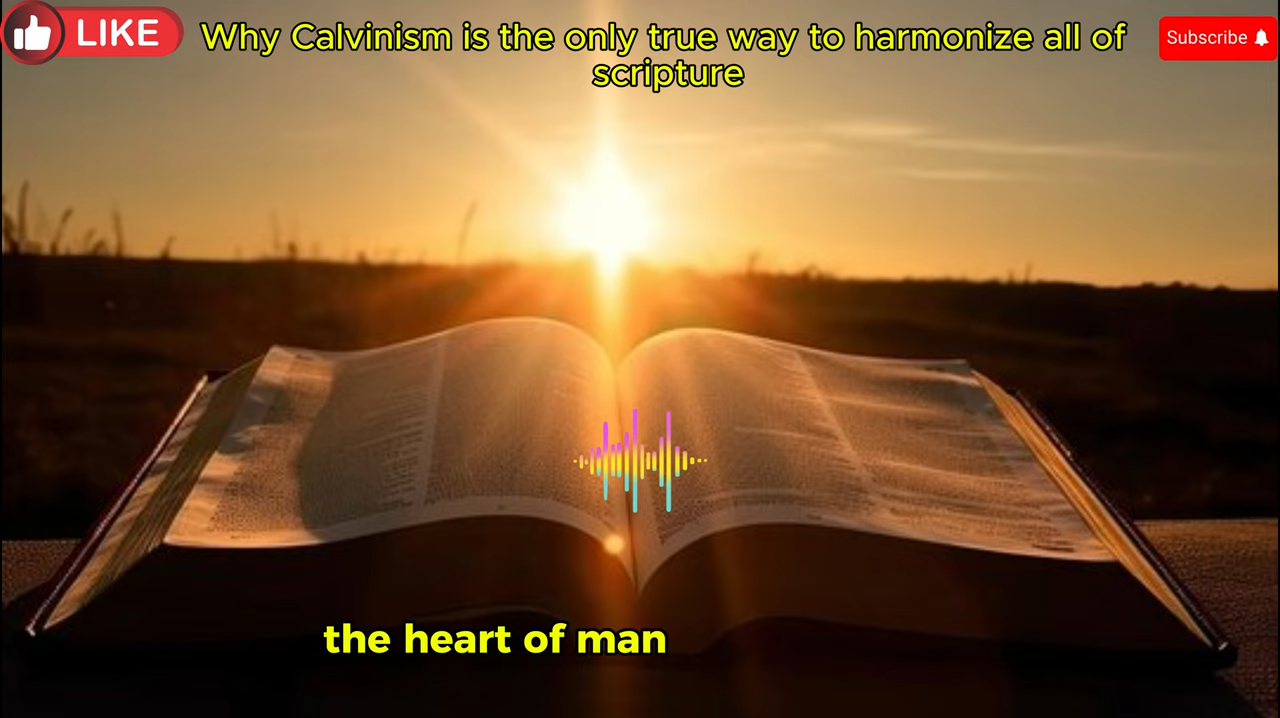 LIKE
Why Calvinism is the only true way to harmonize all of
scripture
Subscribe
the heart of man